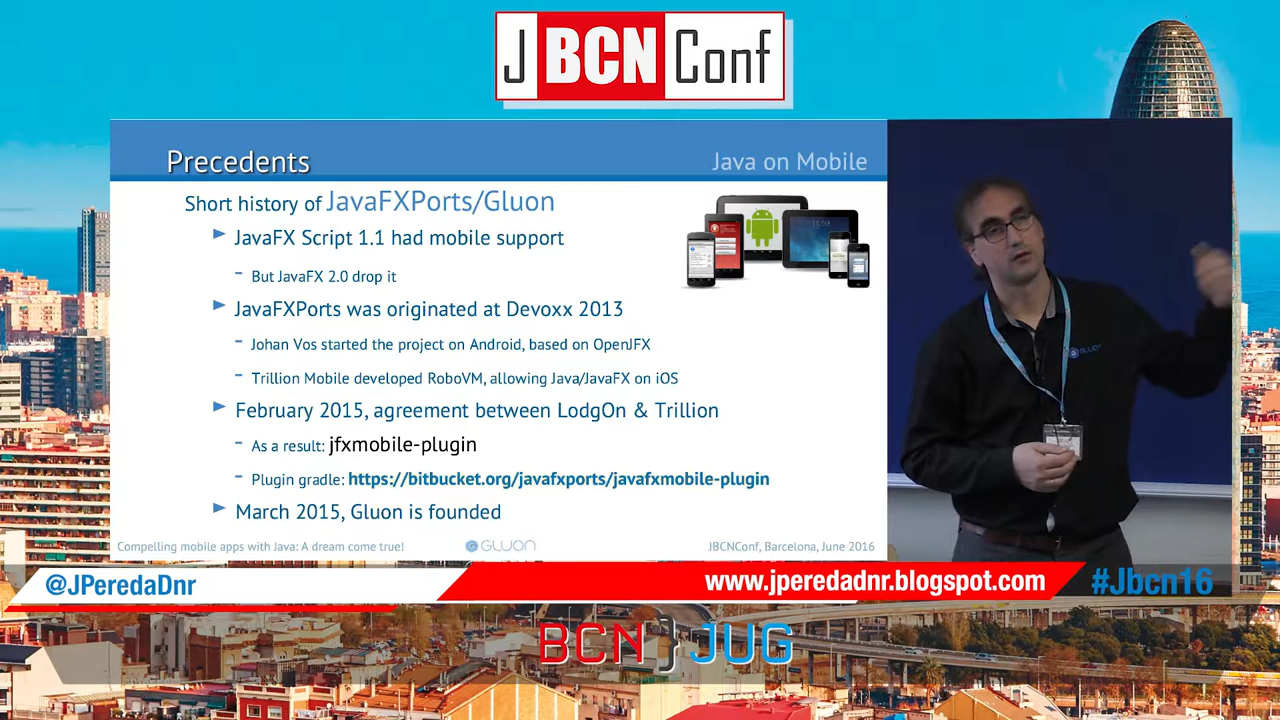 JBCNConf
Precedents
Java on Mobile
Short history of JavaFXPorts/Gluon
JavaFX Script 1.1 had mobile support
- But JavaFX 2.0 drop it
JavaFXPorts was originated at Devoxx 2013
- Johan Vos started the project on Android, based on OpenJFX
- Trillion Mobile developed RoboVM, allowing Java/JavaFX on iOS
February 2015, agreement between LodgOn & Trillion
- As a result: jfxmobile-plugin
- Plugin gradle: https://bitbucket.org/javafxports/javafxmobile-plugin
March 2015, Gluon is founded
Compelling mobile apps with Java: A dream come true!
GLUON
JBCNConf, Barcelona, June 2016
GLUON
@JPeredaDnr
www.jperedadnr.blogspot.com
#Jbcn16
BCN JUG